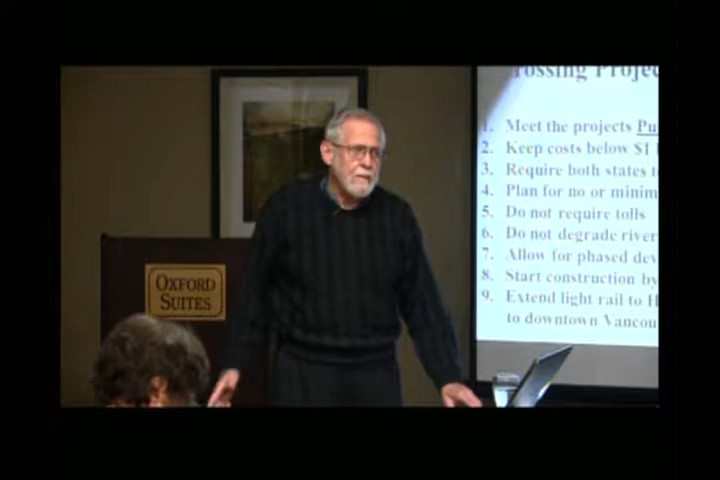 OXFORD
SUITES
rossing Projec
1. Meet the projects Pu
2. Keep costs below $1
3. Require both states
4. Plan for no or minim
5. Do not require tolls
6. Do not degrade river
7. Allow for phased dev
8. Start construction by
9. Extend light rail to H
to downtown Vancou